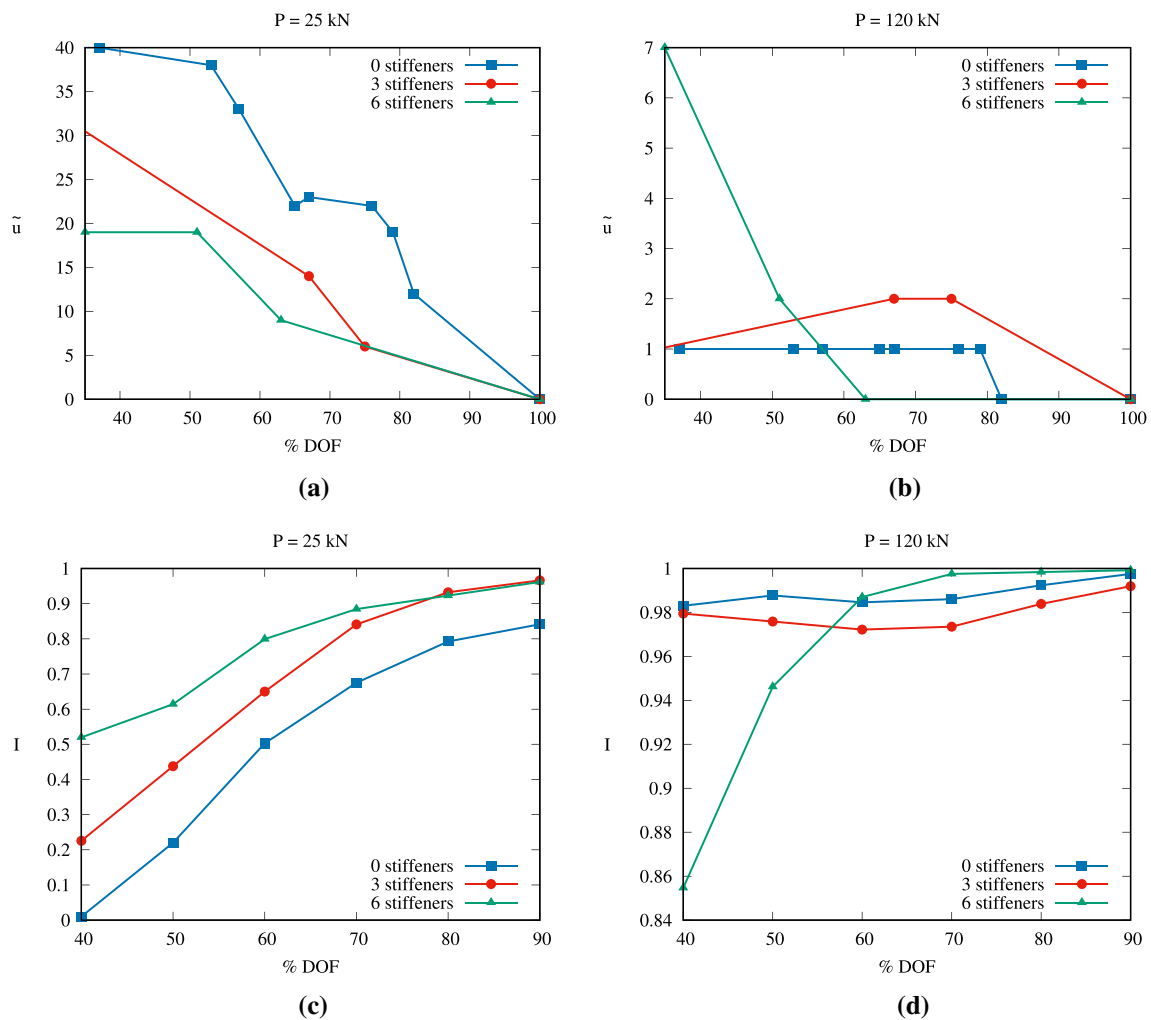 P = 25 kN
0 stiffeners
3 stiffeners
6 stiffeners
40
35
30
25
20
15
10
5
0
ũ
40 50 60 70 80 90 100
% DOF
(a)
P = 120 kN
0 stiffeners
3 stiffeners
6 stiffeners
7
6
5
4
3
2
1
0
ũ
40 50 60 70 80 90 100
% DOF
(b)
P = 25 kN
1
0.9
0.8
0.7
0.6
0.5
0.4
0.3
0.2
0.1
0
I
0 stiffeners
3 stiffeners
6 stiffeners
40 50 60 70 80 90
% DOF
(c)
P = 120 kN
1
0.98
0.96
0.94
0.92
0.9
0.88
0.86
0.84
I
0 stiffeners
3 stiffeners
6 stiffeners
40 50 60 70 80 90
% DOF
(d)